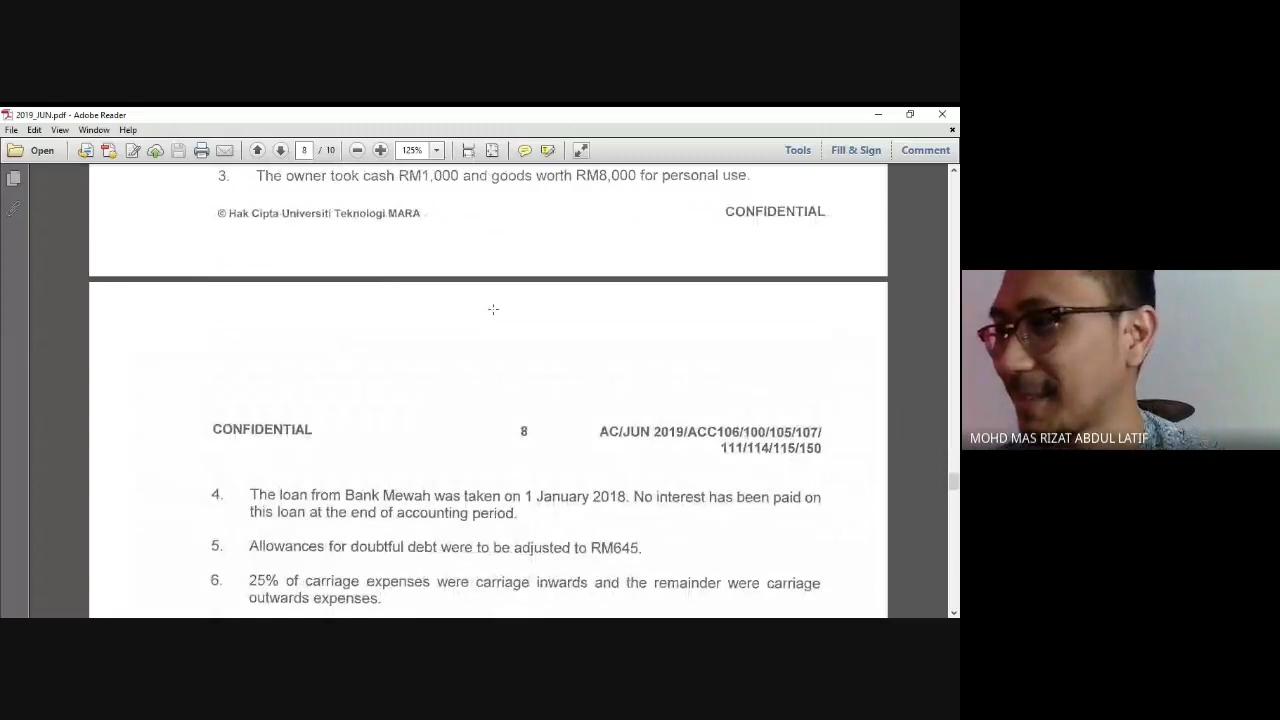 2019_JUN.pdf - Adobe Reader
File Edit View Window Help
Open 8 / 10 125% Tools Fill & Sign Comment
3. The owner took cash RM1,000 and goods worth RM8,000 for personal use.
© Hak Cipta Universiti Teknologi MARA CONFIDENTIAL
CONFIDENTIAL 8 AC/JUN 2019/ACC106/100/105/107/
111/114/115/150
4. The loan from Bank Mewah was taken on 1 January 2018. No interest has been paid on
this loan at the end of accounting period.
5. Allowances for doubtful debt were to be adjusted to RM645.
6. 25% of carriage expenses were carriage inwards and the remainder were carriage
outwards expenses.
MOHD MAS RIZAT ABDUL LATIF